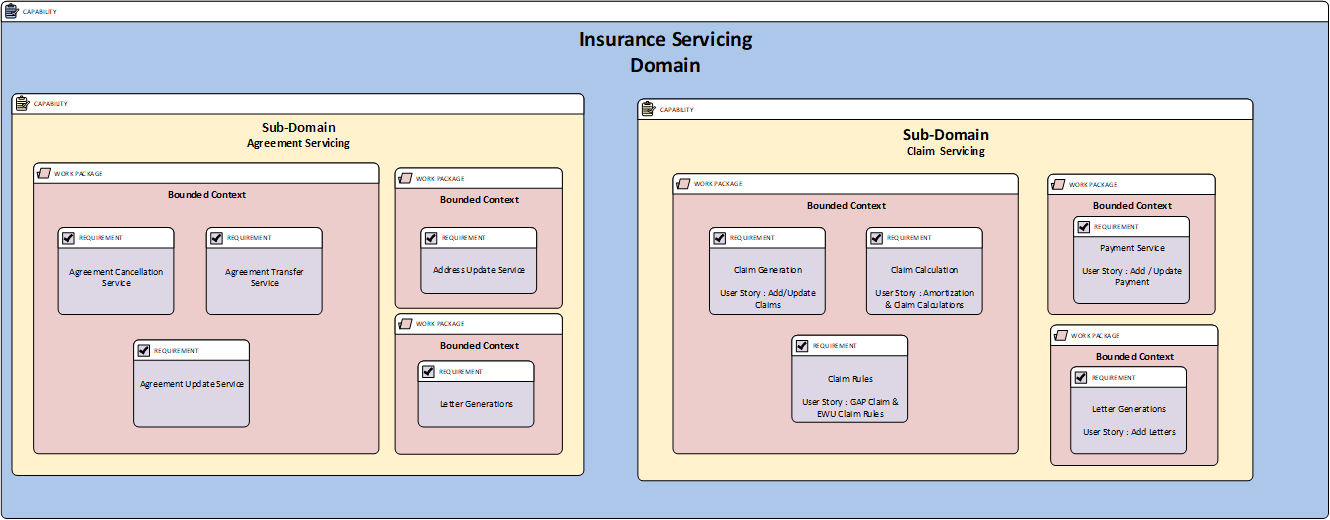 CAPABILITY
Insurance Servicing
Domain
CAPABILITY
Sub-Domain
Agreement Servicing
WORK PACKAGE
Bounded Context
REQUIREMENT
Agreement Cancellation
Service
REQUIREMENT
Agreement Transfer
Service
REQUIREMENT
Agreement Update Service
WORK PACKAGE
Bounded Context
REQUIREMENT
Address Update Service
WORK PACKAGE
Bounded Context
REQUIREMENT
Letter Generations
CAPABILITY
Sub-Domain
Claim Servicing
WORK PACKAGE
Bounded Context
REQUIREMENT
Claim Generation
User Story : Add/Update
Claims
REQUIREMENT
Claim Calculation
User Story : Amortization
& Claim Calculations
REQUIREMENT
Claim Rules
User Story : GAP Claim &
EWU Claim Rules
WORK PACKAGE
Bounded Context
REQUIREMENT
Payment Service
User Story : Add / Update
Payment
WORK PACKAGE
Bounded Context
REQUIREMENT
Letter Generations
User Story : Add Letters